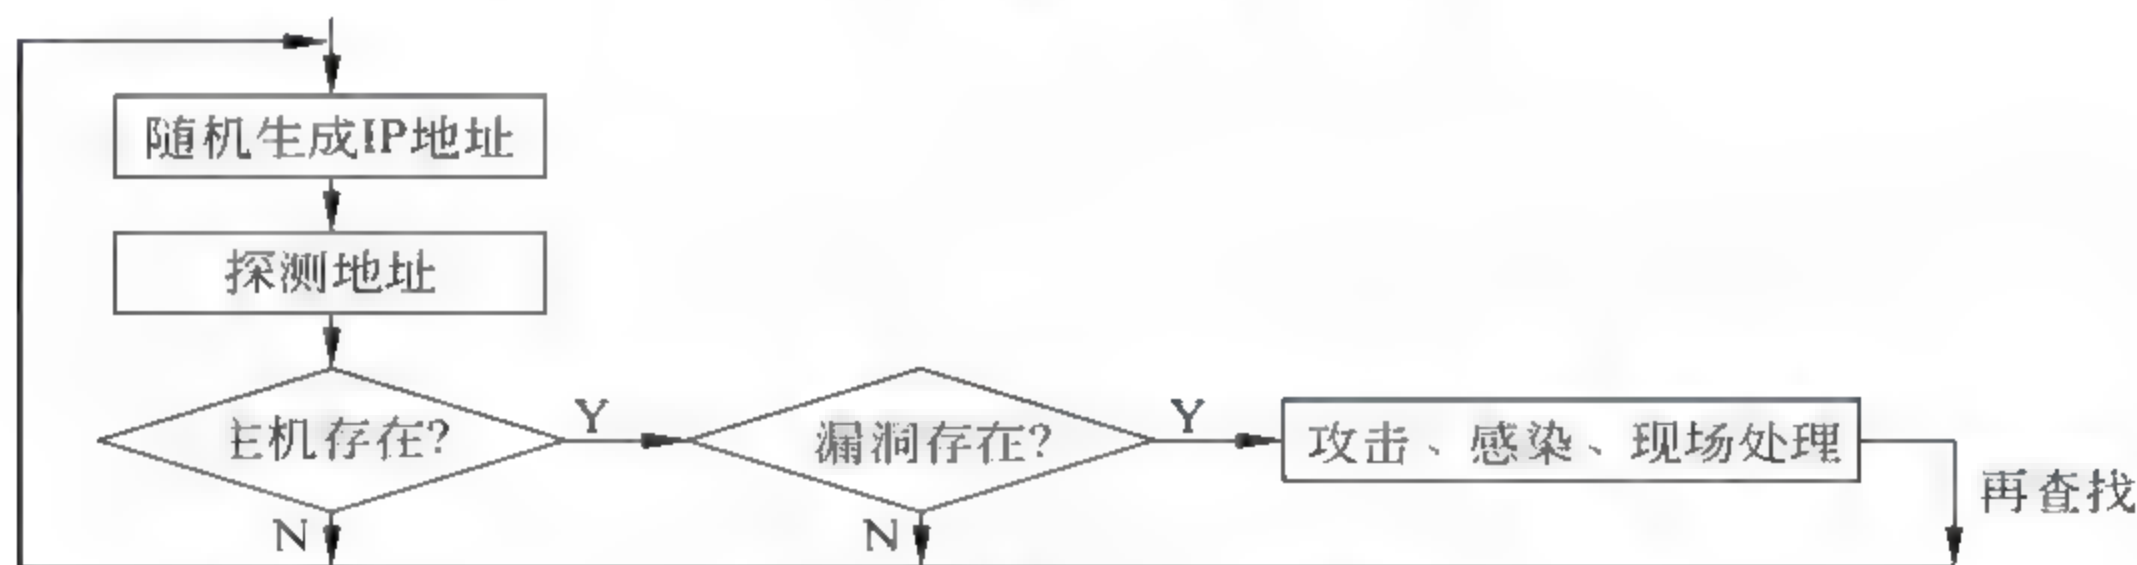 随机生成IP地址
探测地址
主机存在?
Y
漏洞存在?
Y
攻击、感染、现场处理
再查找
N
N